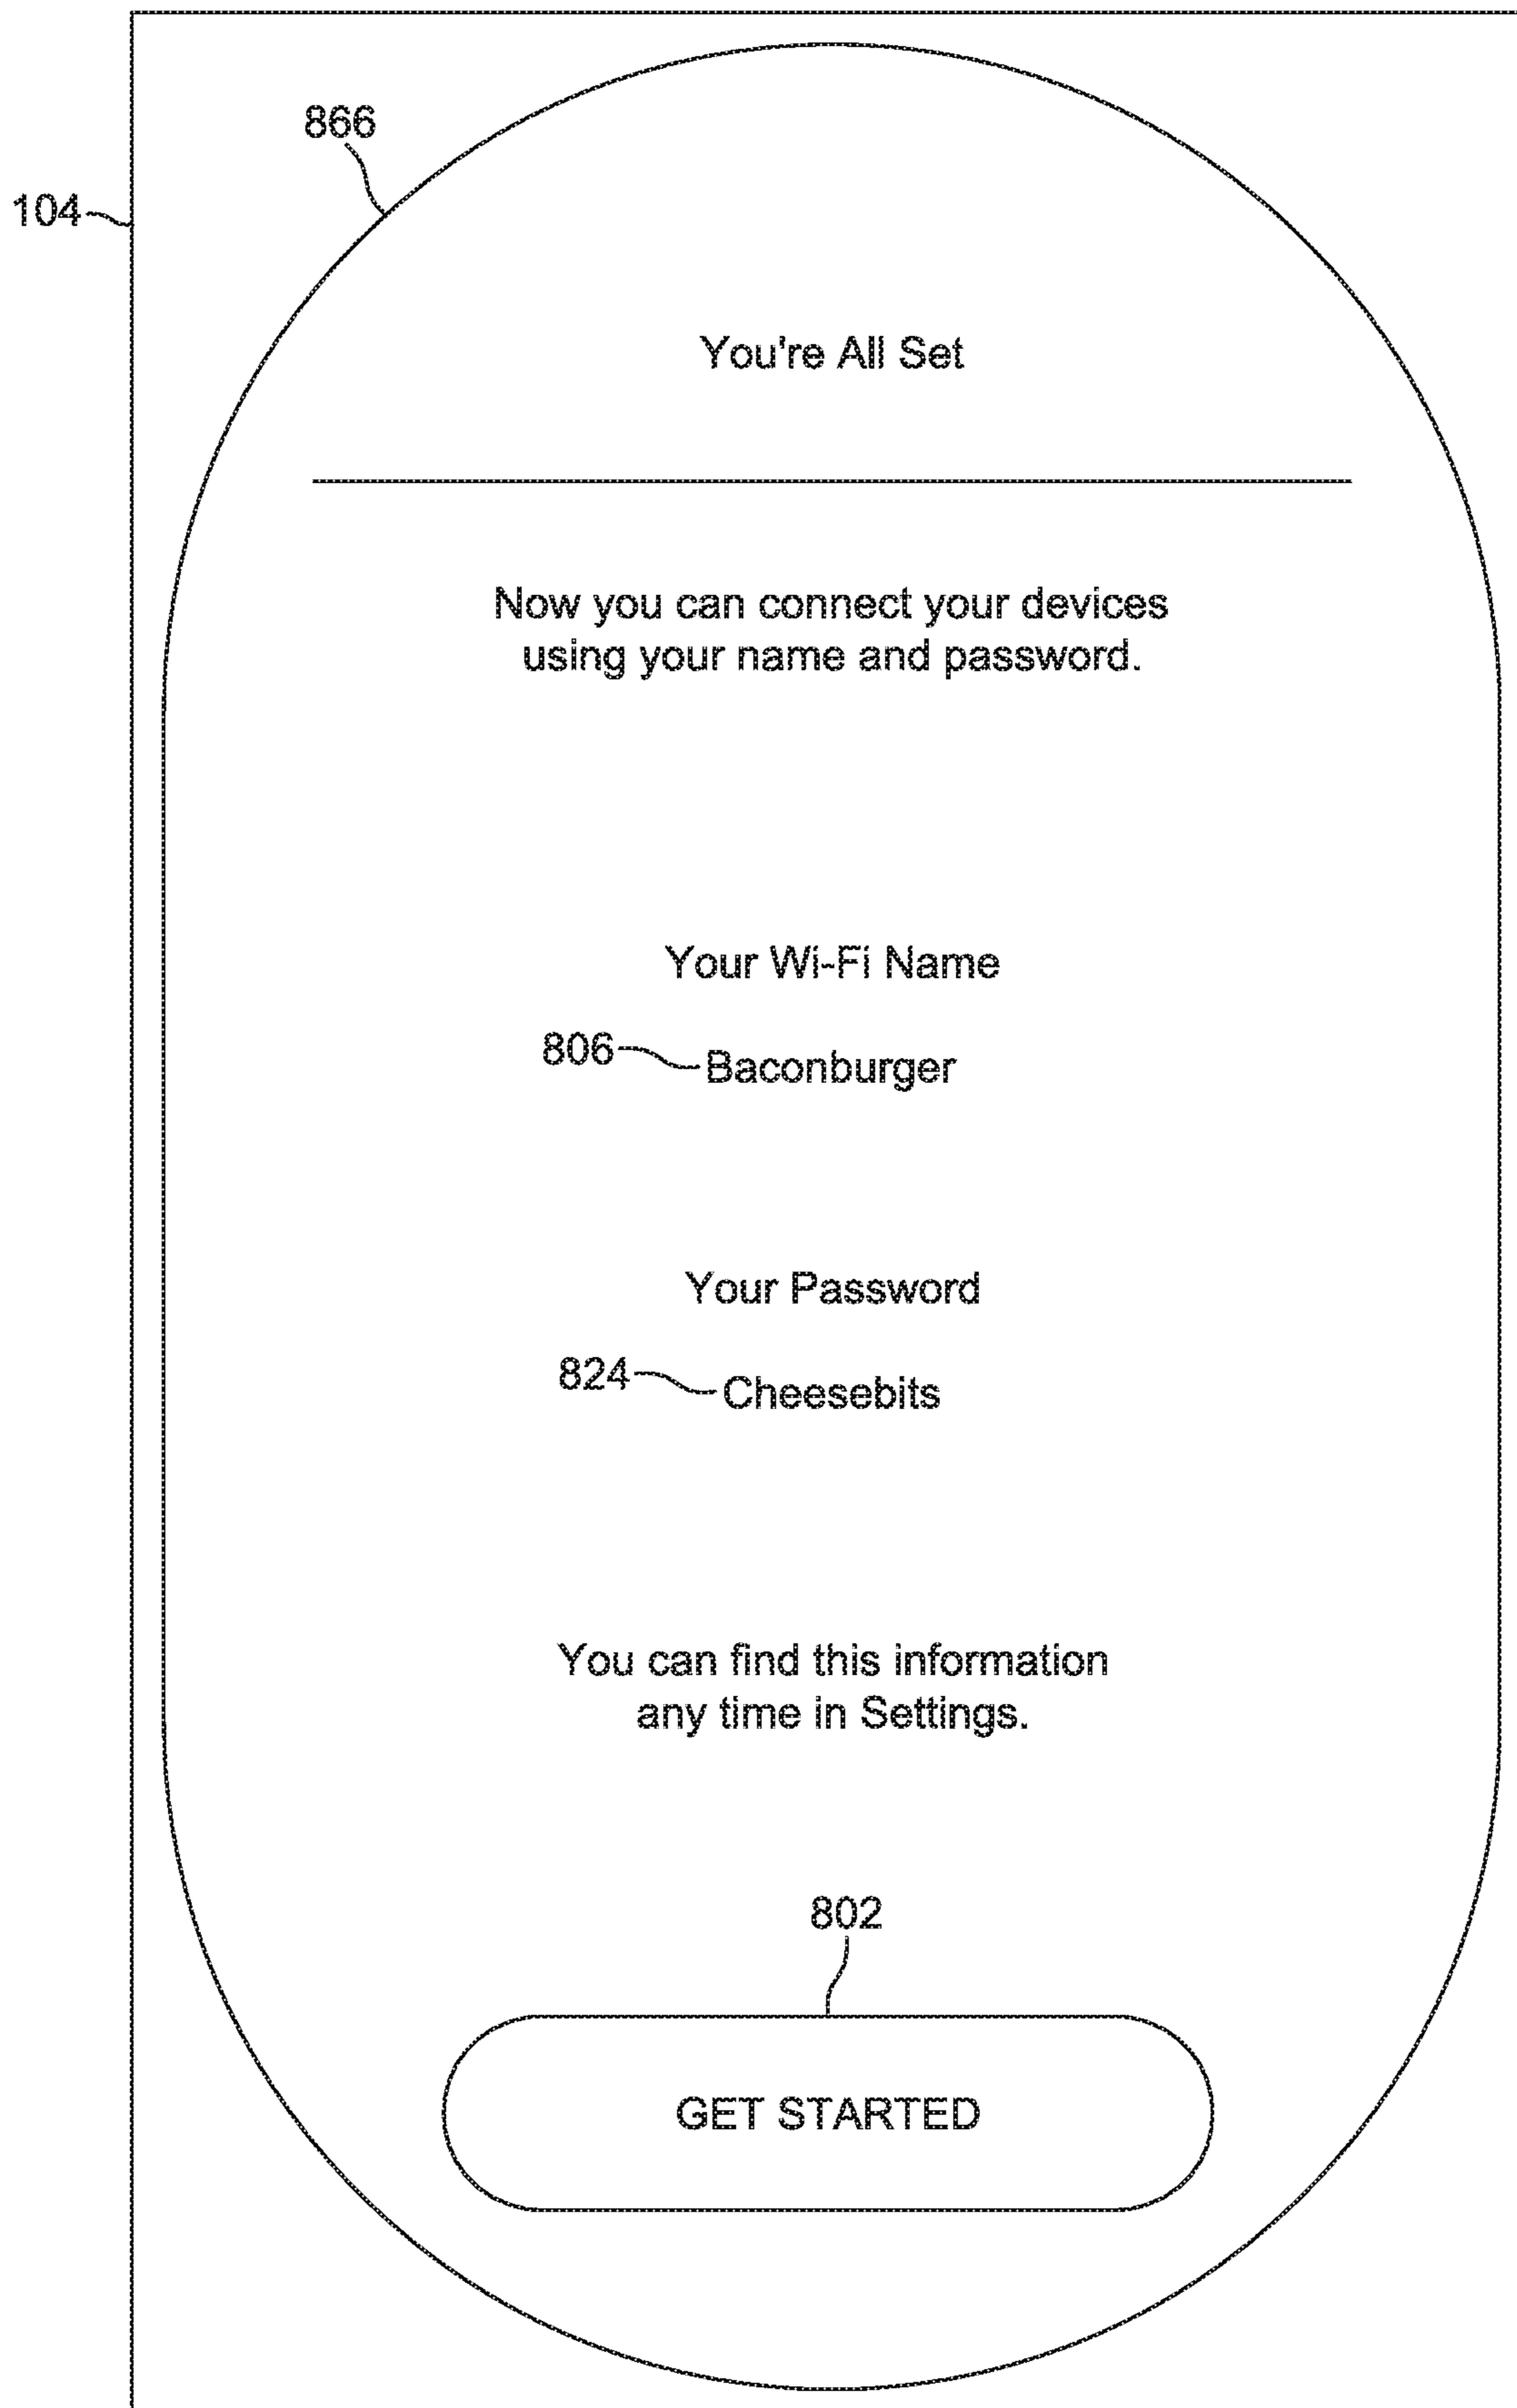 866
104
You're All Set
Now you can connect your devices
using your name and password.
Your Wi-Fi Name
806
Baconburger
Your Password
824
Cheesebits
You can find this information
any time in Settings.
802
GET STARTED